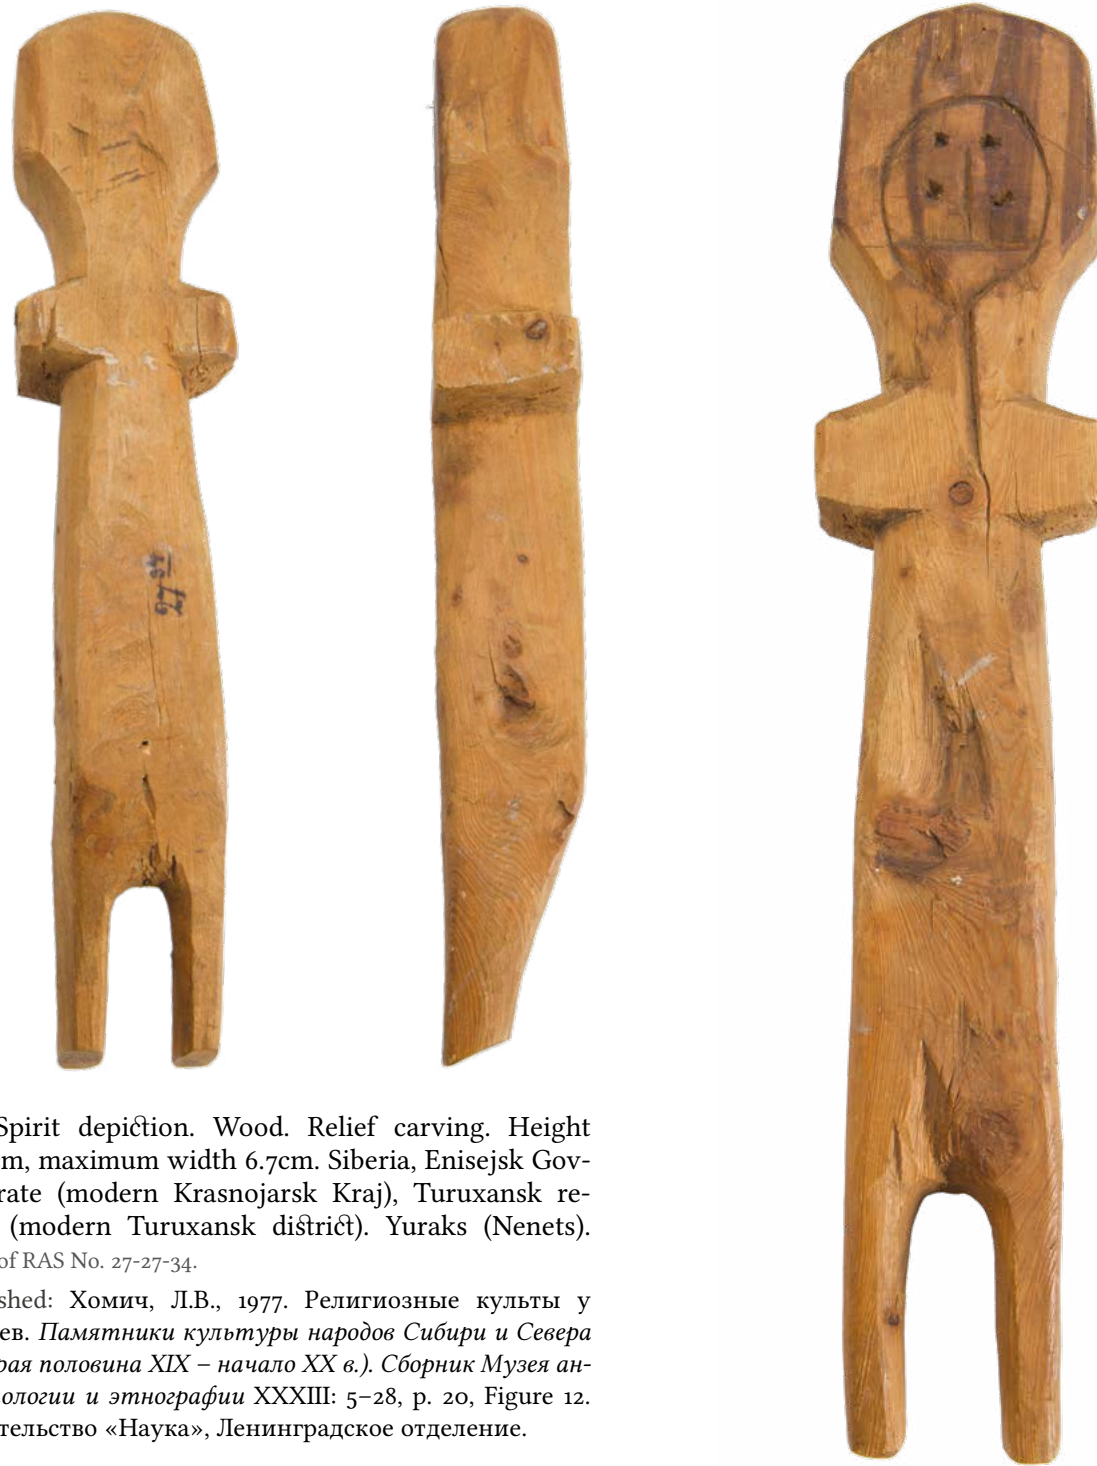 Spirit depiction. Wood. Relief carving. Height
m, maximum width 6.7cm. Siberia, Enisejsk Gov-
rate (modern Krasnojarsk Kraj), Turuxansk re-
(modern Turuxansk district). Yuraks (Nenets).
of RAS No. 27-27-34.
shed: Хомич, Л.В., 1977. Религиозные культы у
ев. Памятники культуры народов Сибири и Севера
рая половина XIX – начало XX в.). Сборник Музея ан-
ологии и этнографии XXXIII: 5–28, p. 20, Figure 12.
тельство «Наука», Ленинградское отделение.
27
34